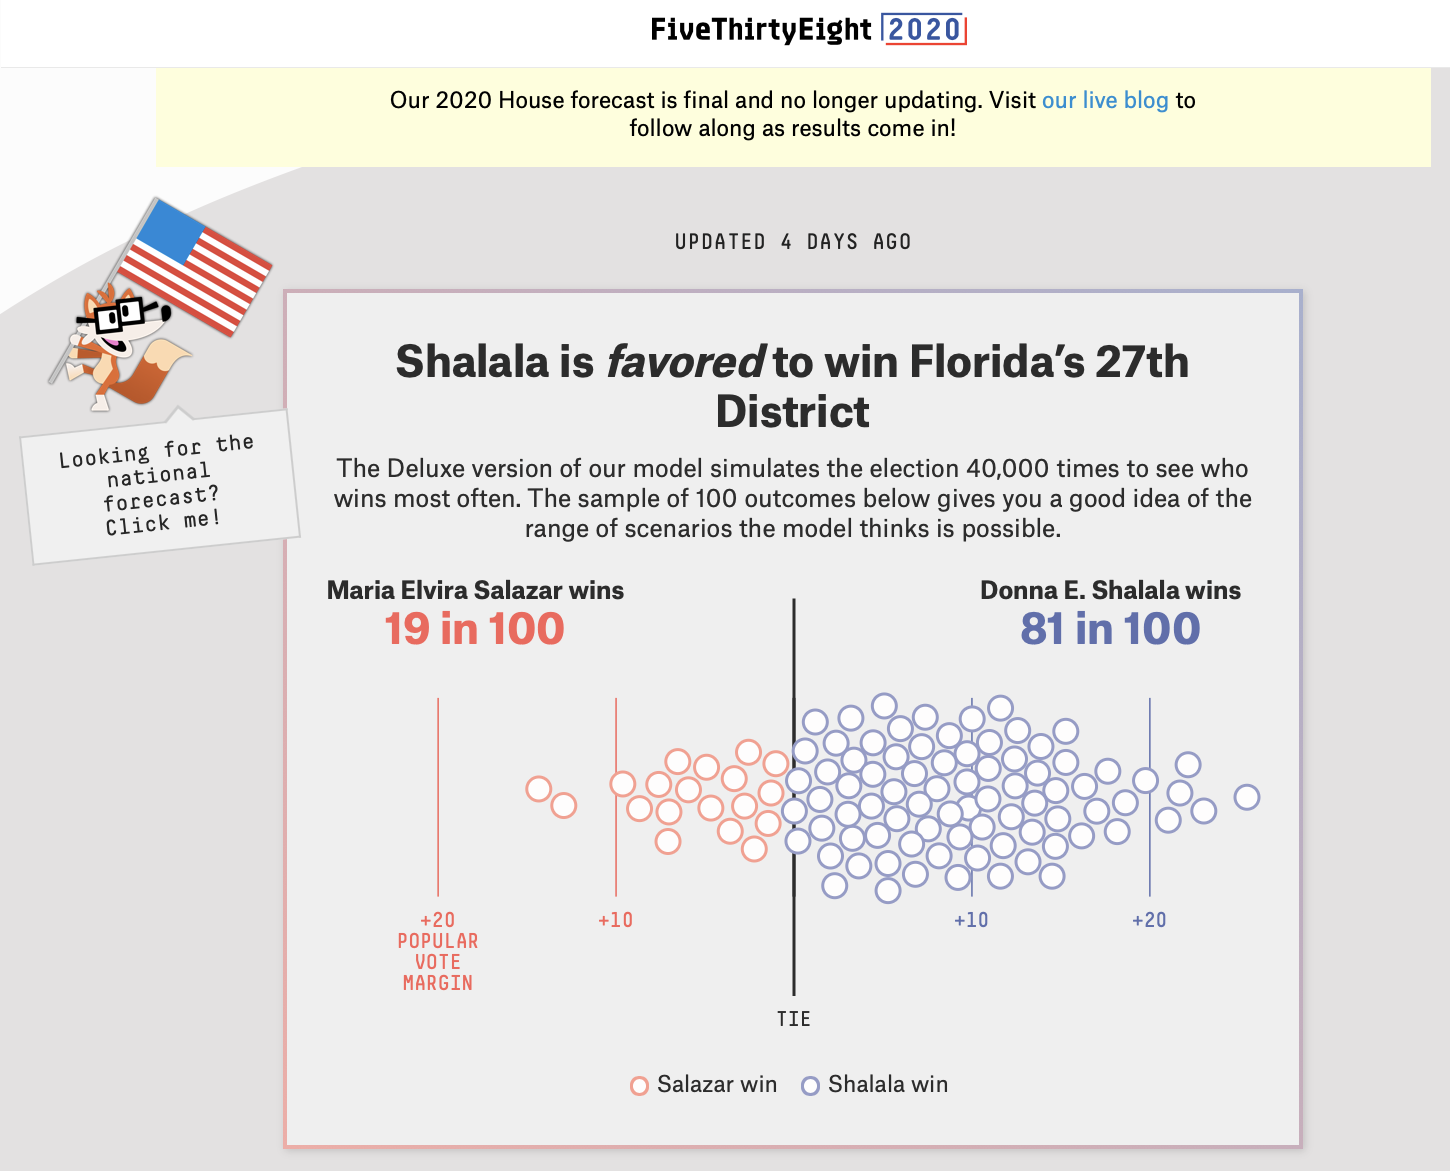 FiveThirtyEight 2020
Our 2020 House forecast is final and no longer updating. Visit our live blog to
follow along as results come in!
UPDATED 4 DAYS AGO
Looking for the
national
forecast?
Click me!
Shalala is favored to win Florida's 27th
District
The Deluxe version of our model simulates the election 40,000 times to see who
wins most often. The sample of 100 outcomes below gives you a good idea of the
range of scenarios the model thinks is possible.
Maria Elvira Salazar wins
19 in 100
Donna E. Shalala wins
81 in 100
+20
POPULAR
VOTE
MARGIN
+10
+10
+20
TIE
Salazar win
Shalala win